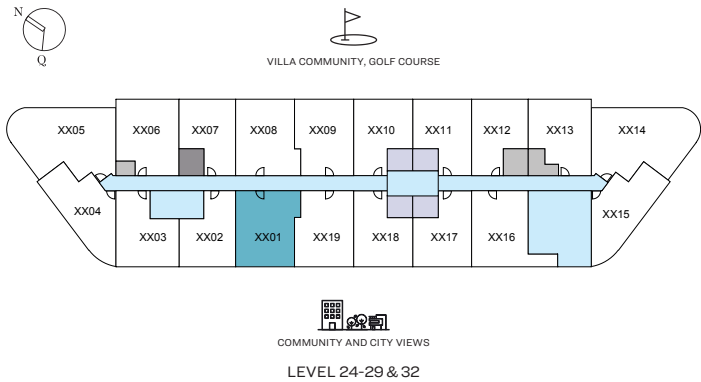 N
Q
VILLA COMMUNITY, GOLF COURSE
XX05 XX06 XX07 XX08 XX09 XX10 XX11 XX12 XX13 XX14
XX04 XX03 XX02 XX01 XX19 XX18 XX17 XX16 XX15
COMMUNITY AND CITY VIEWS
LEVEL 24-29 & 32